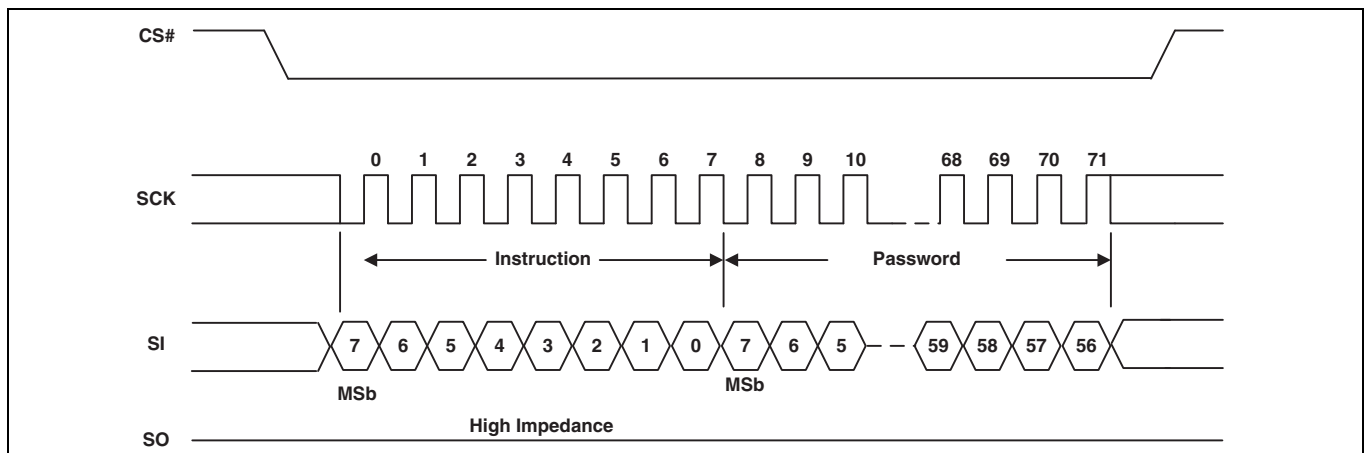 CS#
0 1 2 3 4 5 6 7 8 9 10 68 69 70 71
SCK
Instruction Password
SI 7 6 5 4 3 2 1 0 7 6 5 59 58 57 56
MSb MSb
High Impedance
SO